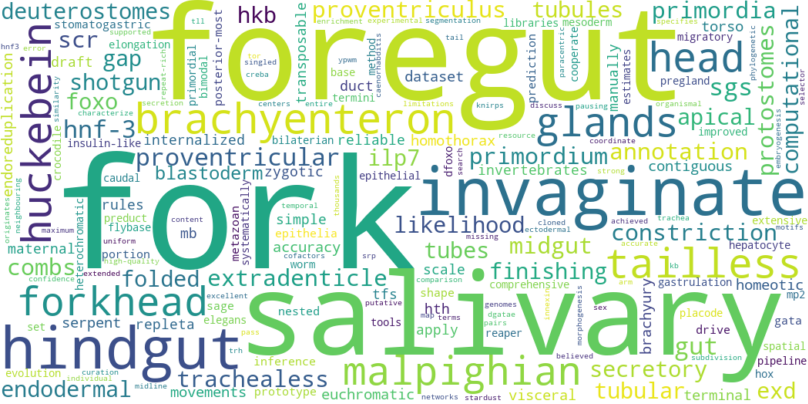 deuterostomes
stomatogastric
hkb
proventriculus
tubules
primordia
foregut
scr
gap
elongation
torso
migratory
head
draft
shotgun
primordial
bimodal
posterior-most
transposable
duct
termini
method
dataset
libraries
mesoderm
cooperate
prediction
manually
estimates
protostomes
computational
huckebein
foxo
sgs
hnf-3
insulin-like
brachyenteron
glands
apical
internalized
bilaterian
reliable
homothorax
annotation
improved
proventricular
ilp7
primordium
contiguous
blastoderm
zygotic
epithelial
invertebrates
endoreduplication
crocodile
similarity
fork
invaginate
caudal
rules
product
flybase
maternal
portion
mb
content
metazoan
systematically
temporal
simple
epithelia
accuracy
worm
likelihood
constriction
combs
tubes
midgut
tailless
folded
extradenticle
finishing
scale
comparison
comprehensive
forkhead
sage
elegans
nested
tfs
putative
tools
shape
hth
map
terms
apply
genomes
dgatae
pairs
morphogenesis
gastrulation
homeotic
brachyury
placode
drive
mp2
gata
spatial
pipeline
hox
salivary
set
serpent
repleta
hindgut
gut
trachealess
inference
malpighian
secretory
tubular
exd
endodermal
movements
prototype
euchromatic
visceral
terminal
evolution
curation
individual
midline
networks
stardust
believed
subdivision
heterochromatic
maximum
uniform
high-quality
extended
confidence
excellent
cofactors
srp
reaper
sex
trh
pass
missing
cloned
ectodermal
achieved
trachea
hepatocyte
motifs
extensive
accurate
kb
arm
dfoxo
search
resource
strong
organismal
coordinate
embryogenesis
selector
phylogenetic
paracentric
pregland
specifies
singled
creba
caenorhabditis
ypwm
base
centers
entire
limitations
knirps
discuss
pausing
enrichment
experimental
segmentation
tail
for
tll
hnf3
error
repeat-rich
characterize
secretion
originates
neighbouring
thousands